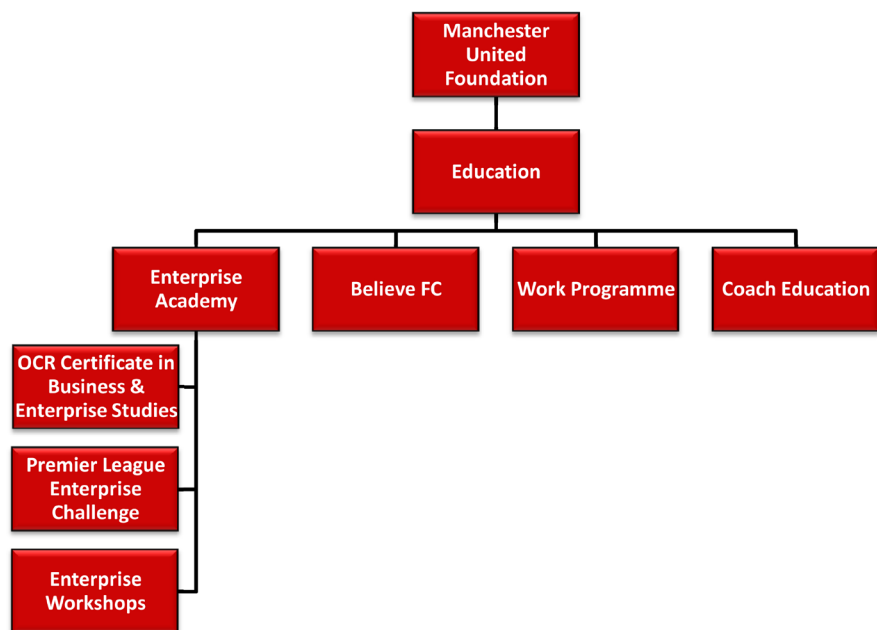 Manchester
United
Foundation
Education
Enterprise
Academy
Believe FC
Work Programme
Coach Education
OCR Certificate in
Business &
Enterprise Studies
Premier League
Enterprise
Challenge
Enterprise
Workshops